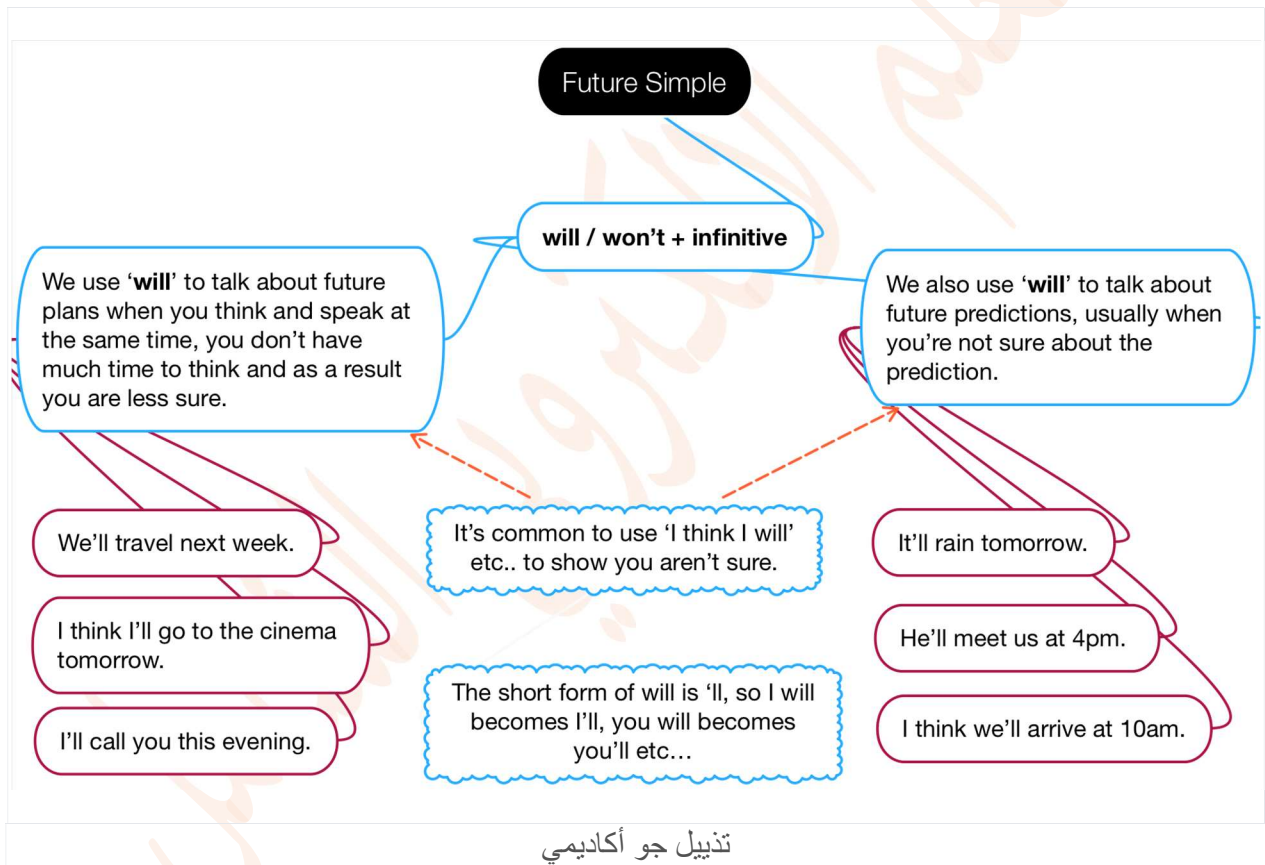 Future Simple
will / won’t + infinitive
We use ‘will’ to talk about future
plans when you think and speak at
the same time, you don’t have
much time to think and as a result
you are less sure.
We also use ‘will’ to talk about
future predictions, usually when
you’re not sure about the
prediction.
We’ll travel next week.
I think I’ll go to the cinema
tomorrow.
I’ll call you this evening.
It’s common to use ‘I think I will’
etc.. to show you aren’t sure.
The short form of will is ‘ll, so I will
becomes I’ll, you will becomes
you’ll etc…
It’ll rain tomorrow.
He’ll meet us at 4pm.
I think we’ll arrive at 10am.
تذييل جو أكاديمي